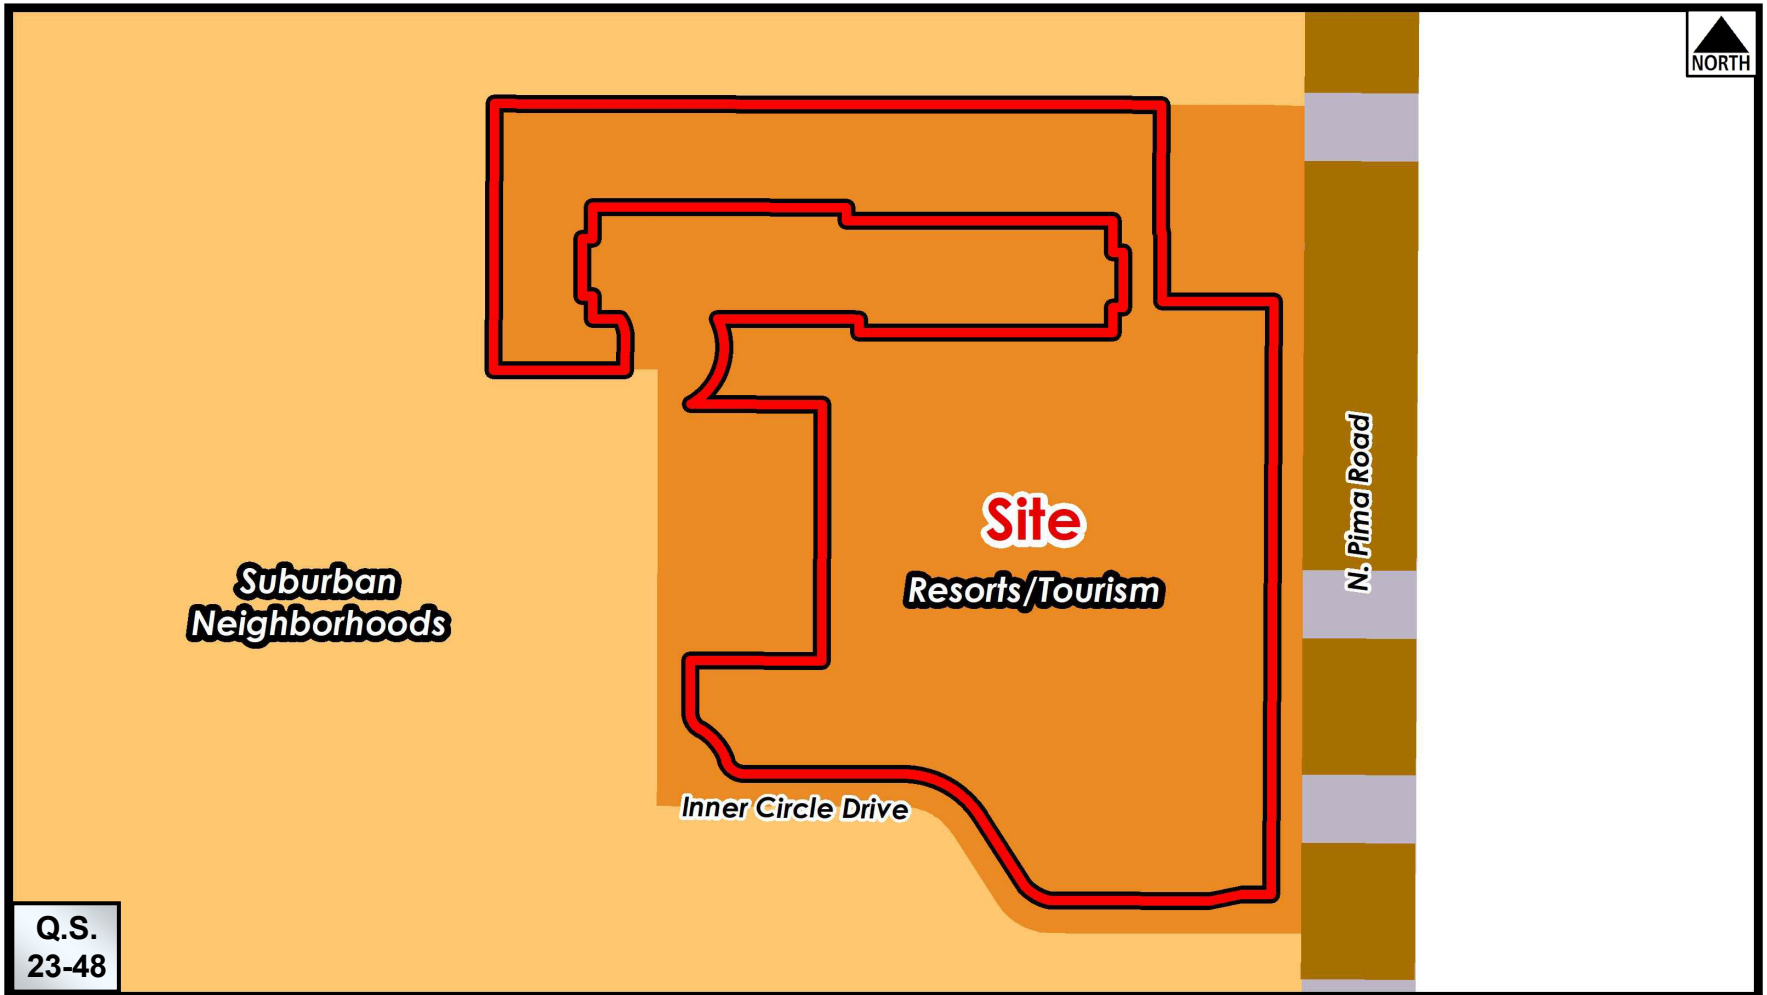 NORTH
N. Pima Road
Site
Resorts/Tourism
Suburban
Neighborhoods
Inner Circle Drive
Q.S.
23-48